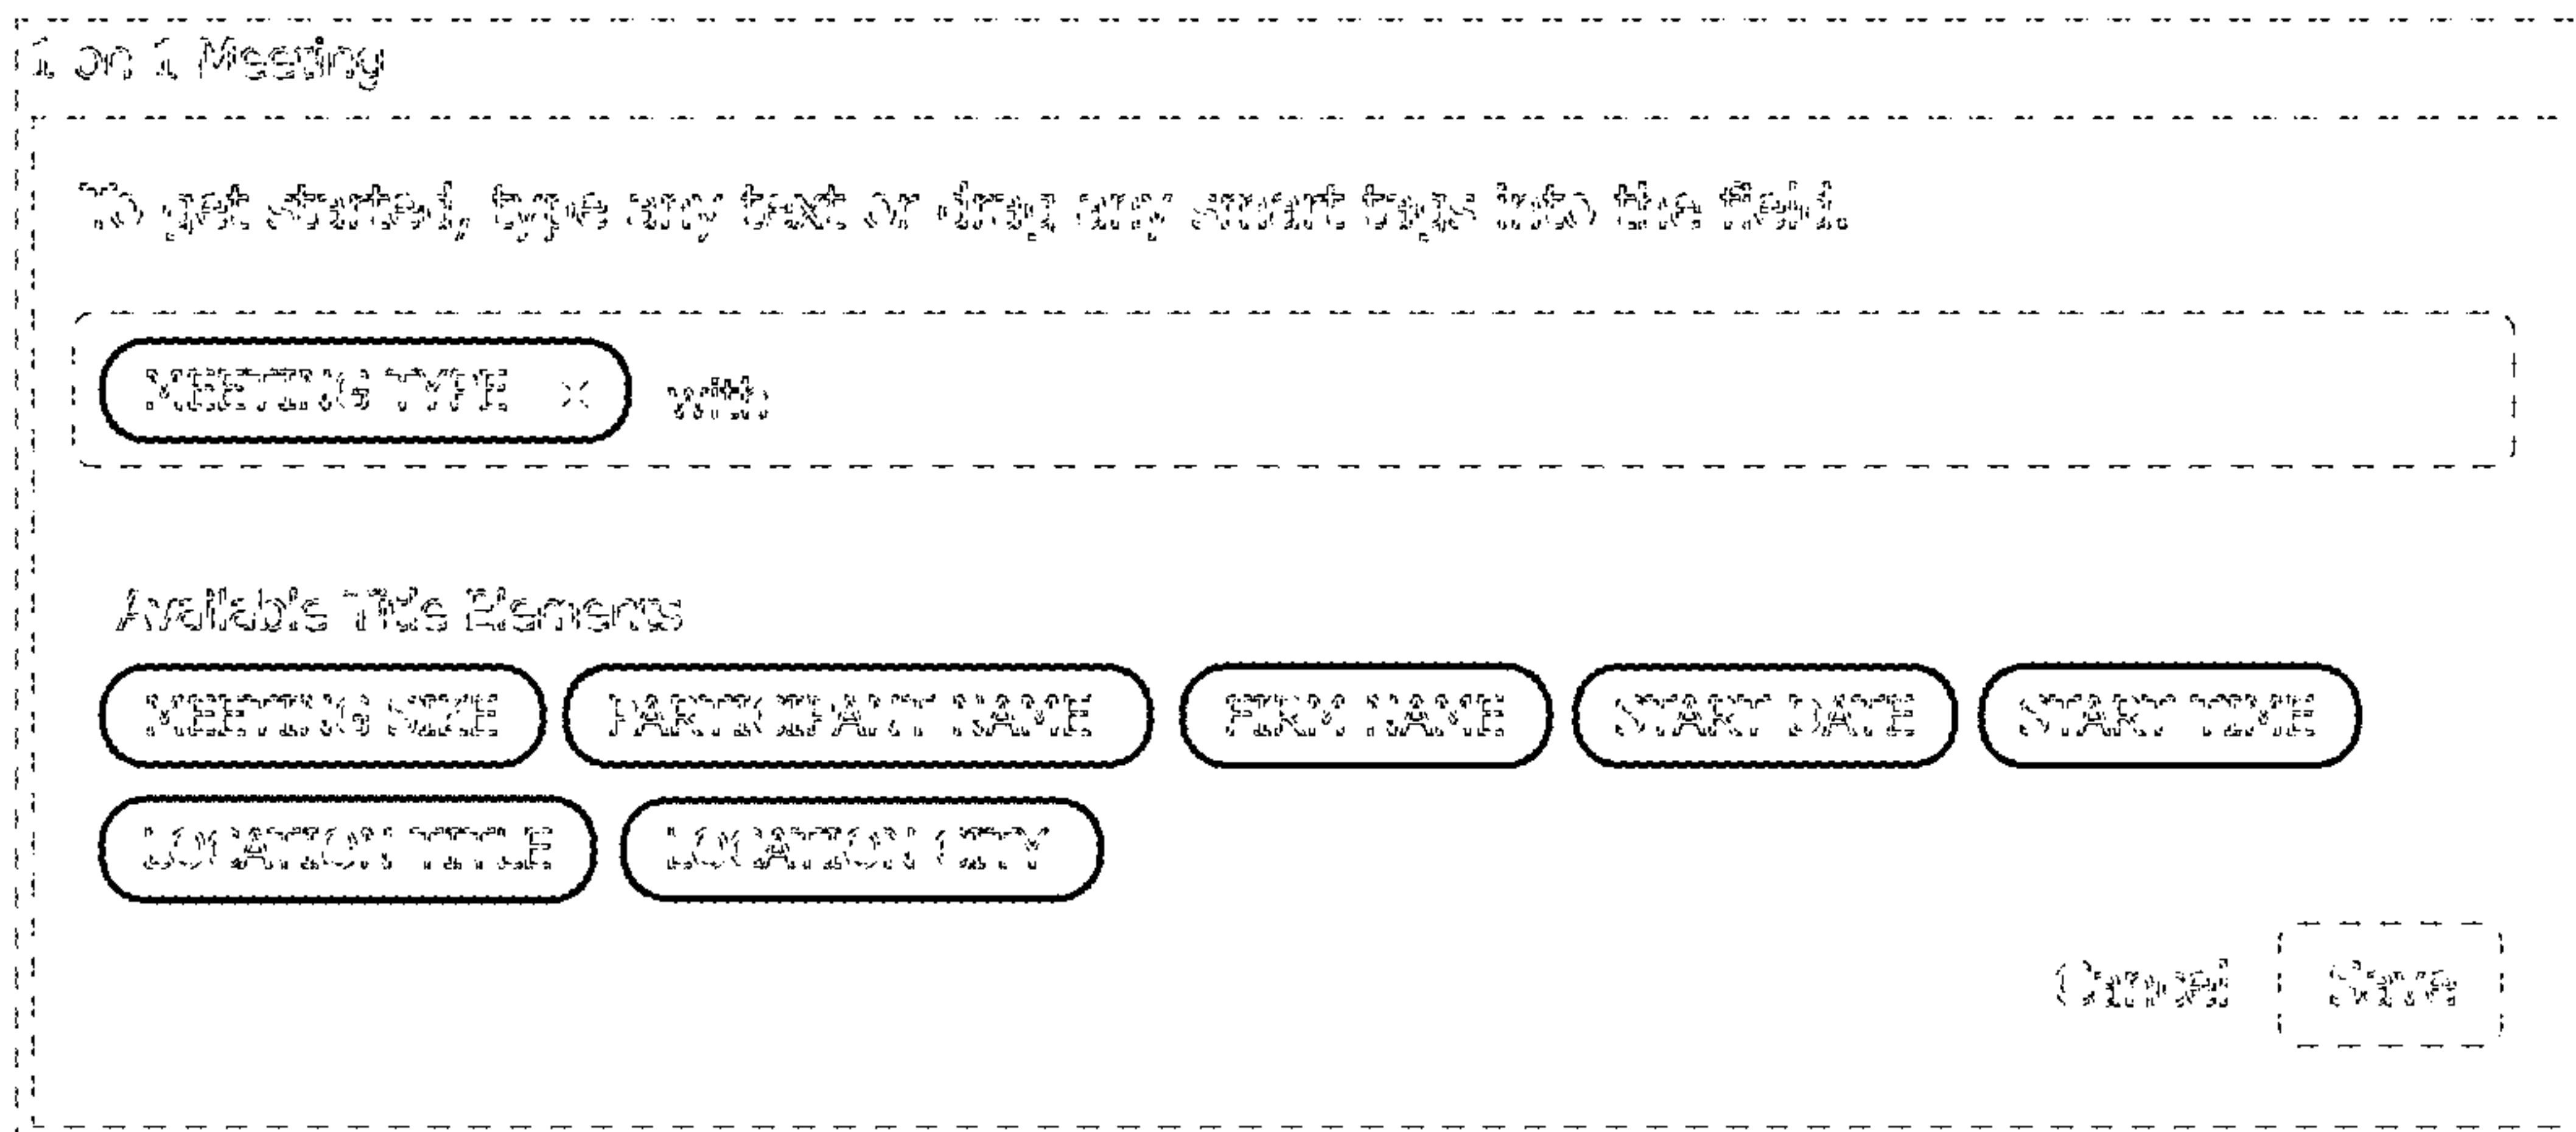 1 on 1 Meeting
To get started, type any text or drag any smart tags into the field.
MEETING TYPE × with
Available Title Elements
MEETING SIZE PARTICIPANT NAME FIRM NAME START DATE START TIME
LOCATION TITLE LOCATION CITY
Cancel Save